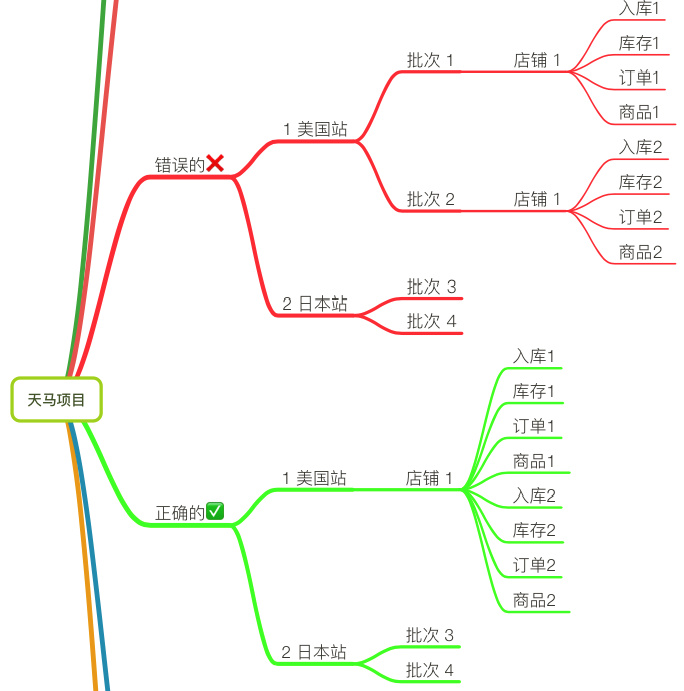 天马项目
错误的❌
1 美国站
批次 1
店铺 1
入库1
库存1
订单1
商品1
批次 2
店铺 1
入库2
库存2
订单2
商品2
2 日本站
批次 3
批次 4
正确的✅
1 美国站
店铺 1
入库1
库存1
订单1
商品1
入库2
库存2
订单2
商品2
2 日本站
批次 3
批次 4